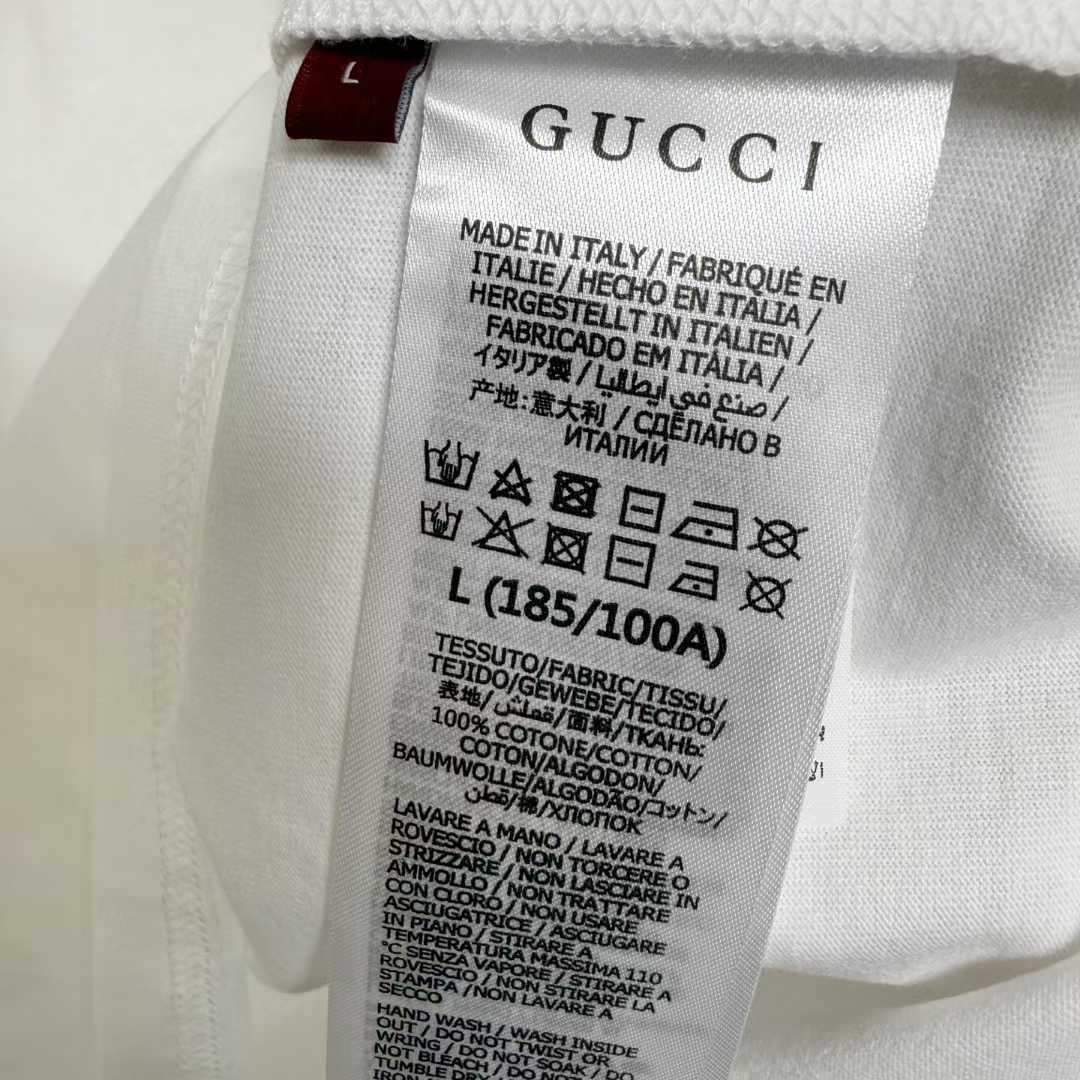 L
GUCCI
MADE IN ITALY / FABRIQUÉ EN
ITALIE / HECHO EN ITALIA /
HERGESTELLT IN ITALIEN /
FABRICADO EM ITÁLIA /
イタリア製 / صنع في ايطاليا /
产地:意大利 / СДЕЛАНО В
ИТАЛИИ
L (185/100A)
TESSUTO/FABRIC/TISSU/
TEJIDO/GEWEBE/TECIDO/
表地/قماش/面料/ТКАНЬ:
100% COTONE/COTTON/
COTON/ALGODON/
BAUMWOLLE/ALGODÃO/コットン/
قطن/棉/ХЛОПОК
LAVARE A MANO / LAVARE A
ROVESCIO / NON TORCERE O
STRIZZARE / NON LASCIARE IN
AMMOLLO / NON TRATTARE
CON CLORO / NON USARE
ASCIUGATRICE / ASCIUGARE
IN PIANO / STIRARE A
TEMPERATURA MASSIMA 110
°C SENZA VAPORE / STIRARE A
ROVESCIO / NON STIRARE LA
STAMPA /NON LAVARE A
SECCO
HAND WASH / WASH INSIDE
OUT / DO NOT TWIST OR
WRING / DO NOT SOAK / DO
NOT BLEACH / DO NOT
TUMBLE DRY /